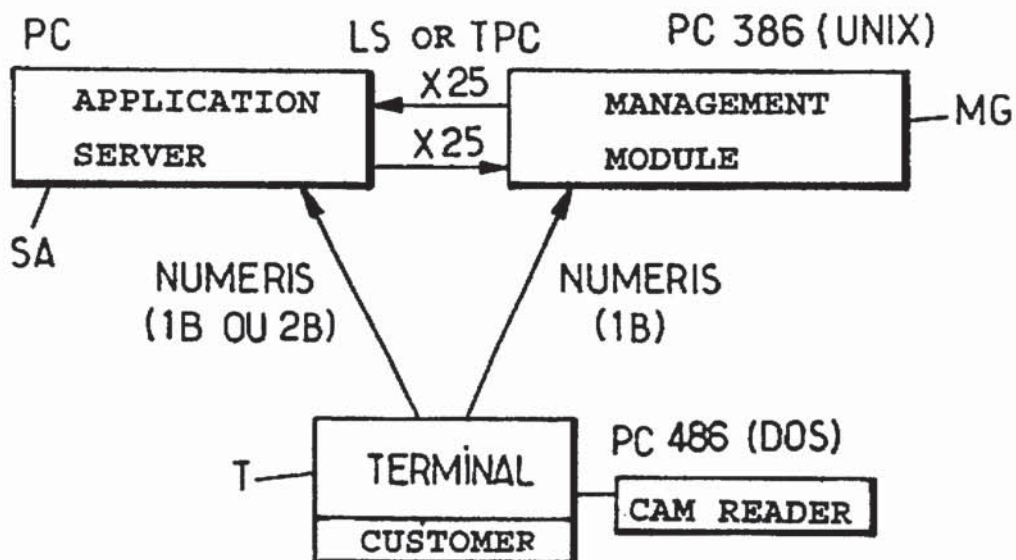 PC
LS OR TPC
PC 386 (UNIX)
APPLICATION
SERVER
X25
X25
MANAGEMENT
MODULE
MG
SA
NUMERIS
(1B OU 2B)
NUMERIS
(1B)
T
TERMINAL
CUSTOMER
PC 486 (DOS)
CAM READER